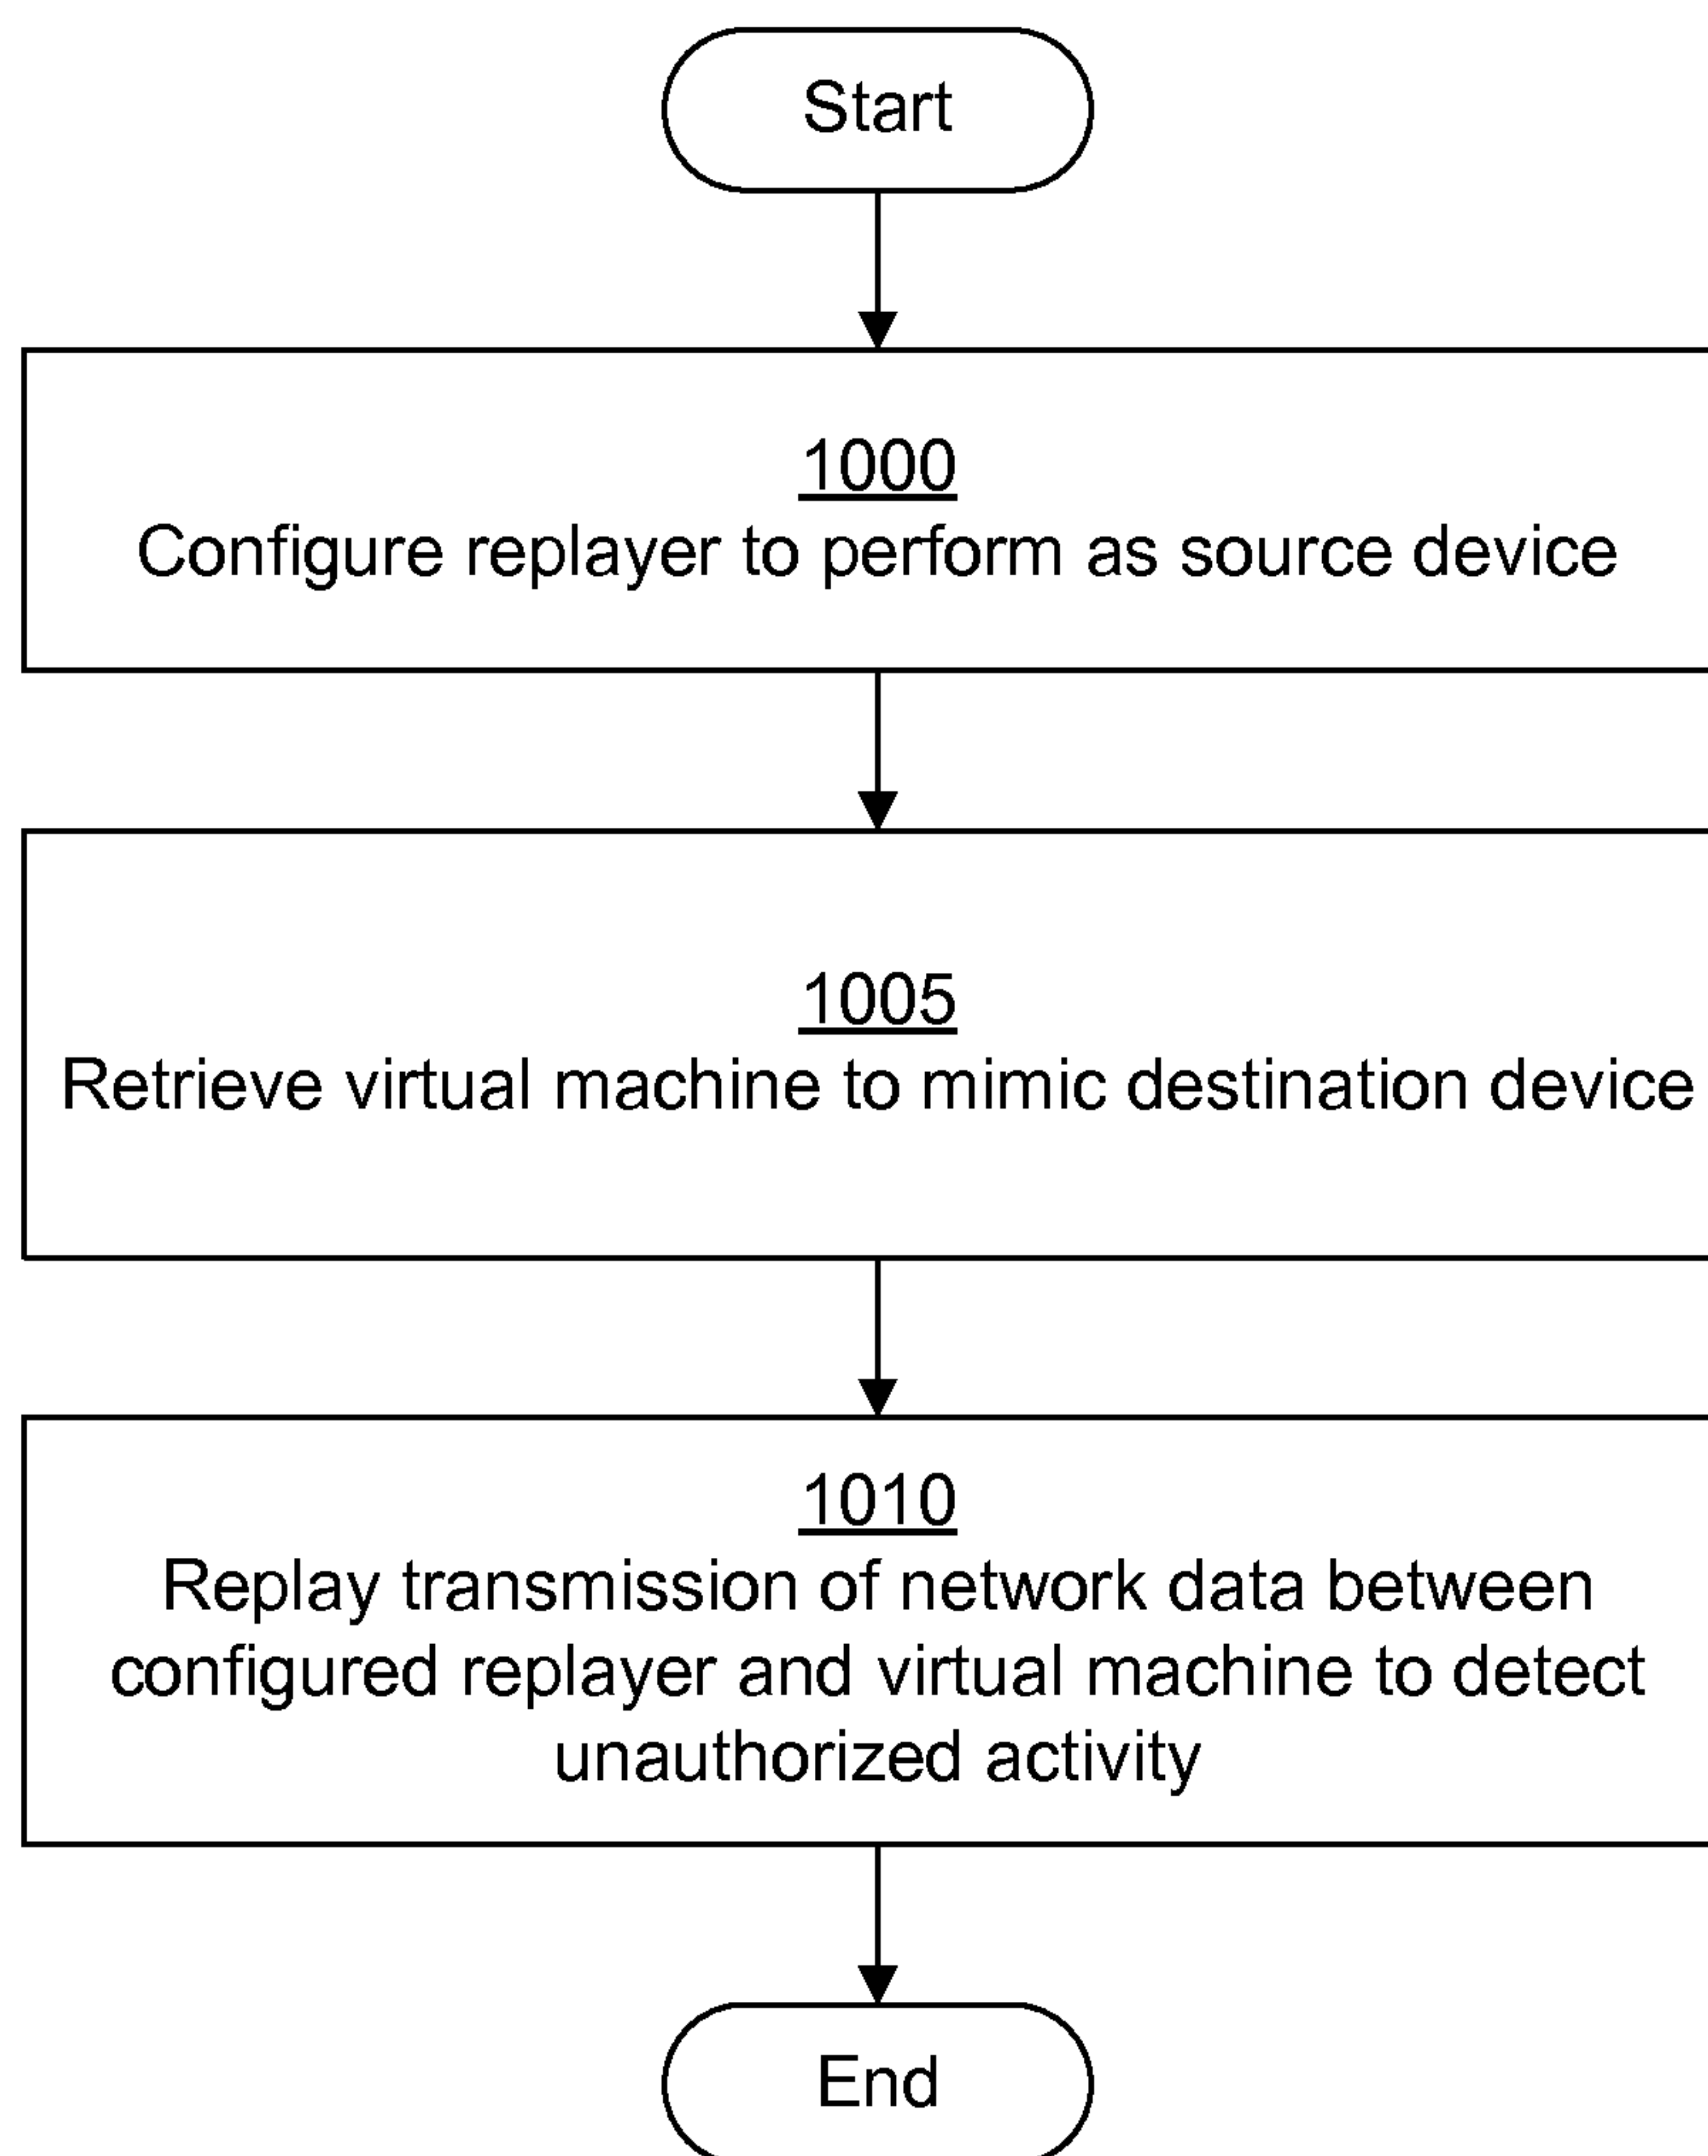 Start
1000
Configure replayer to perform as source device
1005
Retrieve virtual machine to mimic destination device
1010
Replay transmission of network data between
configured replayer and virtual machine to detect
unauthorized activity
End